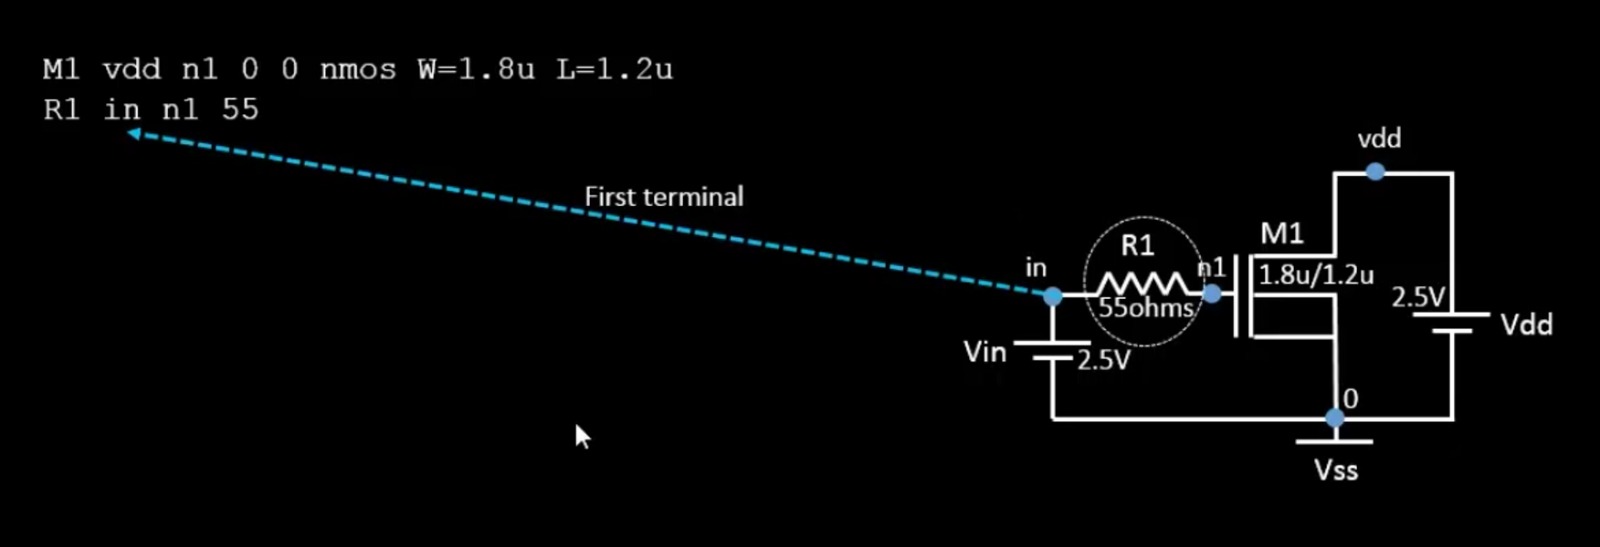 M1 vdd n1 0 0 nmos W=1.8u L=1.2u
R1 in n1 55
First terminal
vdd
M1
R1
in
n1
1.8u/1.2u
55ohms
2.5V
Vdd
Vin
2.5V
0
Vss